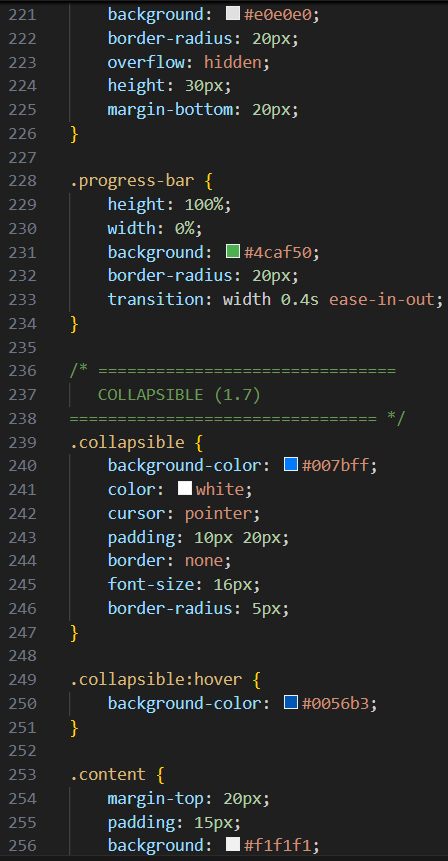 221 background: #e0e0e0;
222 border-radius: 20px;
223 overflow: hidden;
224 height: 30px;
225 margin-bottom: 20px;
226 }
227
228 .progress-bar {
229 height: 100%;
230 width: 0%;
231 background: #4caf50;
232 border-radius: 20px;
233 transition: width 0.4s ease-in-out;
234 }
235
236 /* ===============================
237 COLLAPSIBLE (1.7)
238 ================================ */
239 .collapsible {
240 background-color: #007bff;
241 color: white;
242 cursor: pointer;
243 padding: 10px 20px;
244 border: none;
245 font-size: 16px;
246 border-radius: 5px;
247 }
248
249 .collapsible:hover {
250 background-color: #0056b3;
251 }
252
253 .content {
254 margin-top: 20px;
255 padding: 15px;
256 background: #f1f1f1;